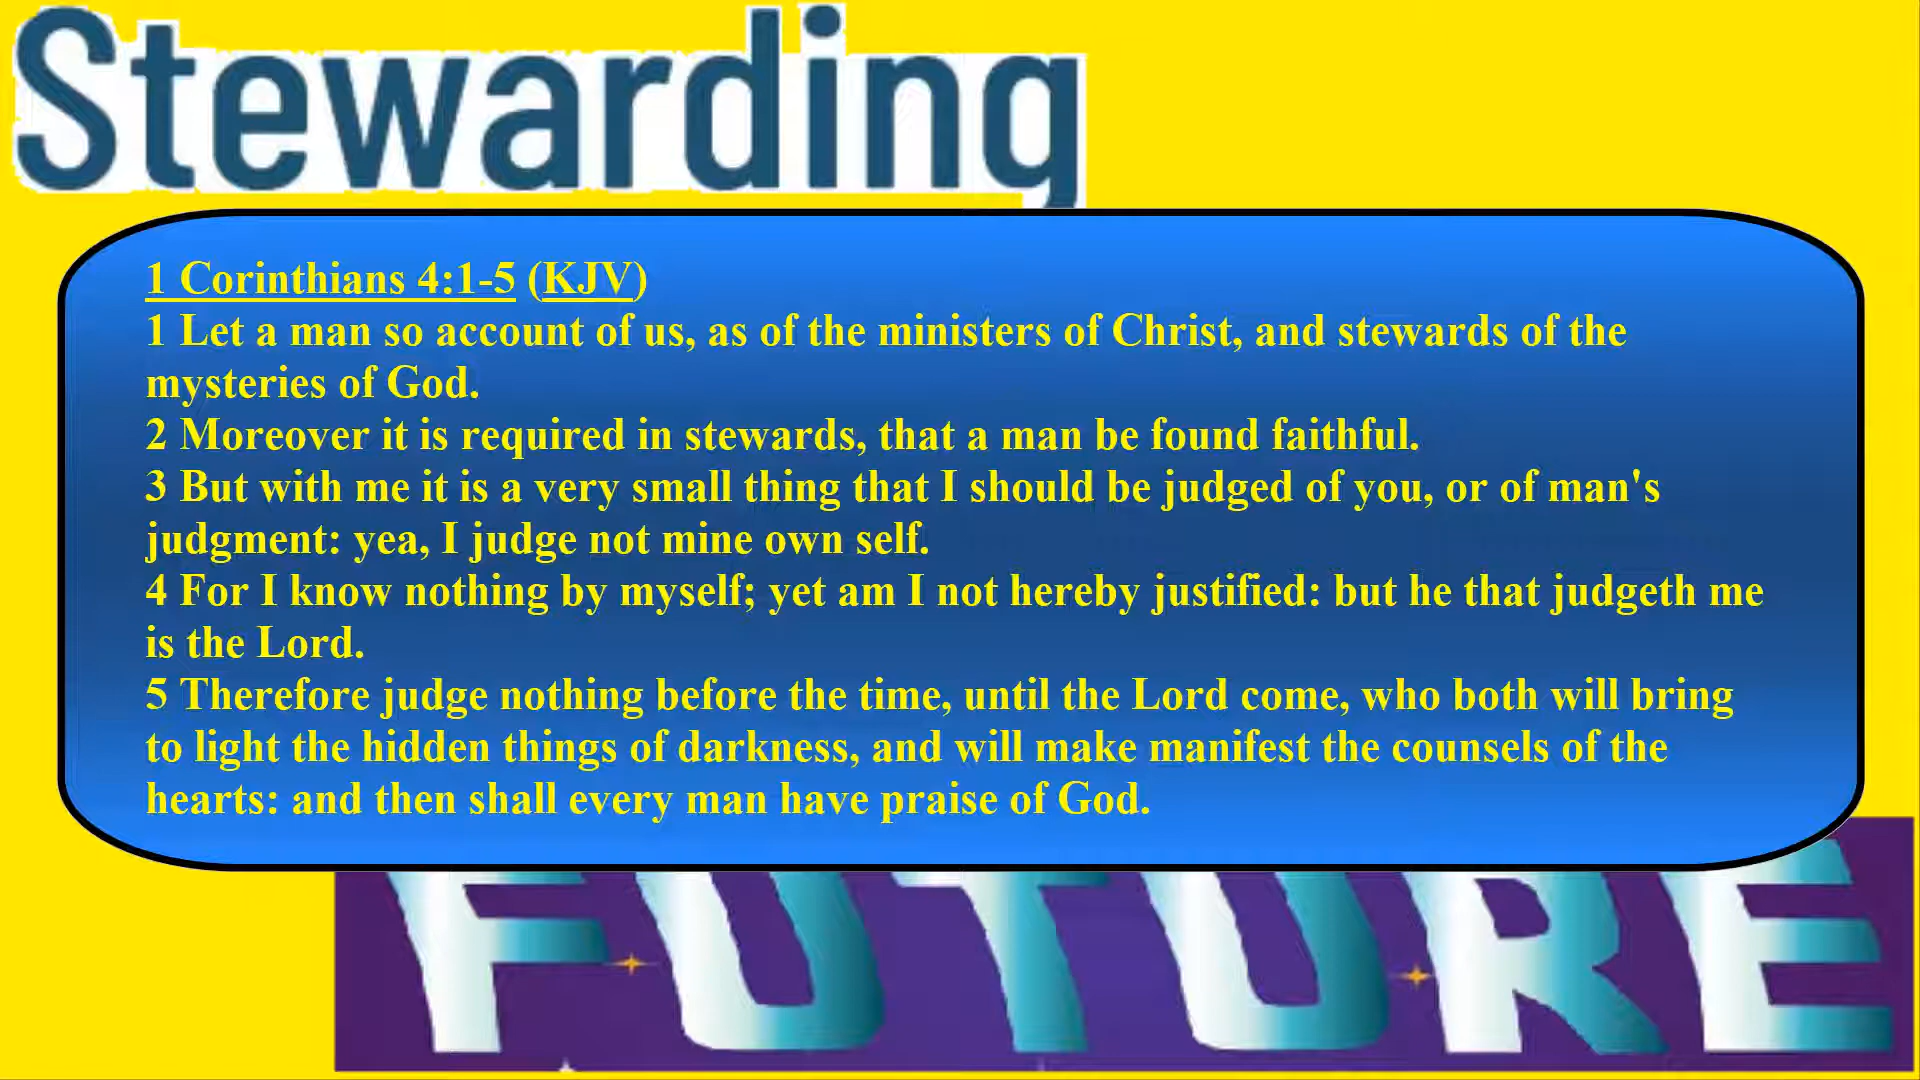 Stewarding
1 Corinthians 4:1-5 (KJV)
1 Let a man so account of us, as of the ministers of Christ, and stewards of the
mysteries of God.
2 Moreover it is required in stewards, that a man be found faithful.
3 But with me it is a very small thing that I should be judged of you, or of man's
judgment: yea, I judge not mine own self.
4 For I know nothing by myself; yet am I not hereby justified: but he that judgeth me
is the Lord.
5 Therefore judge nothing before the time, until the Lord come, who both will bring
to light the hidden things of darkness, and will make manifest the counsels of the
hearts: and then shall every man have praise of God.
FUTURE